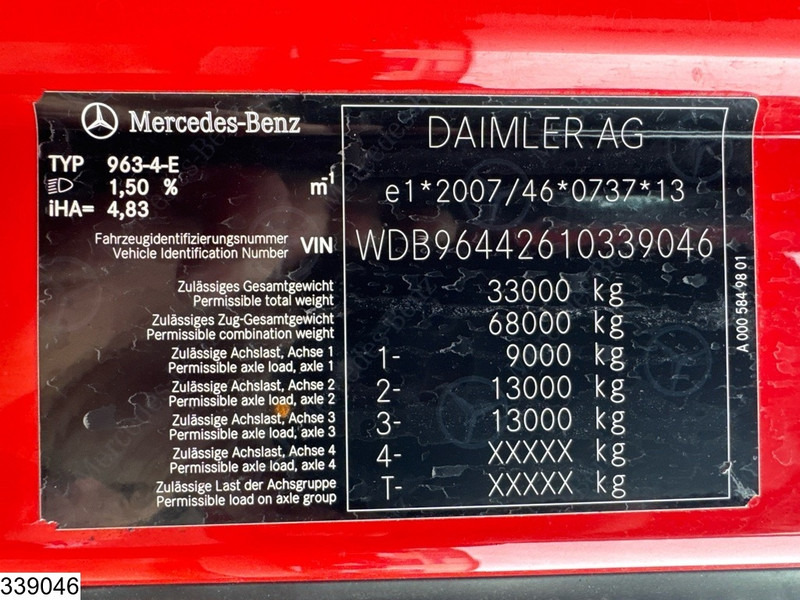 Mercedes-Benz
TYP 963-4-E
1,50 % m-1
iHA= 4,83
DAIMLER AG
e1*2007/46*0737*13
Fahrzeugidentifizierungsnummer
Vehicle Identification Number
VIN WDB96442610339046
Zulässiges Gesamtgewicht
Permissible total weight
33000 kg
Zulässiges Zug-Gesamtgewicht
Permissible combination weight
68000 kg
Zulässige Achslast, Achse 1
Permissible axle load, axle 1
1- 9000 kg
Zulässige Achslast, Achse 2
Permissible axle load, axle 2
2- 13000 kg
Zulässige Achslast, Achse 3
Permissible axle load, axle 3
3- 13000 kg
Zulässige Achslast, Achse 4
Permissible axle load, axle 4
4- XXXXX kg
Zulässige Last der Achsgruppe
Permissible load on axle group
T- XXXXX kg
A 000 584 98 01
339046